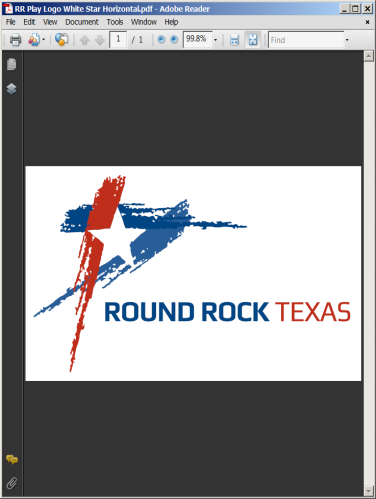 RR Play Logo White Star Horizontal.pdf - Adobe Reader
File Edit View Document Tools Window Help
1 / 1 99.8% Find
ROUND ROCK TEXAS